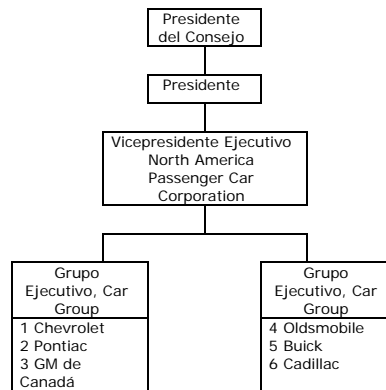 Presidente
del Consejo
Presidente
Vicepresidente Ejecutivo
North America
Passenger Car
Corporation
Grupo
Ejecutivo, Car
Group
1 Chevrolet
2 Pontiac
3 GM de
Canadá
Grupo
Ejecutivo, Car
Group
4 Oldsmobile
5 Buick
6 Cadillac